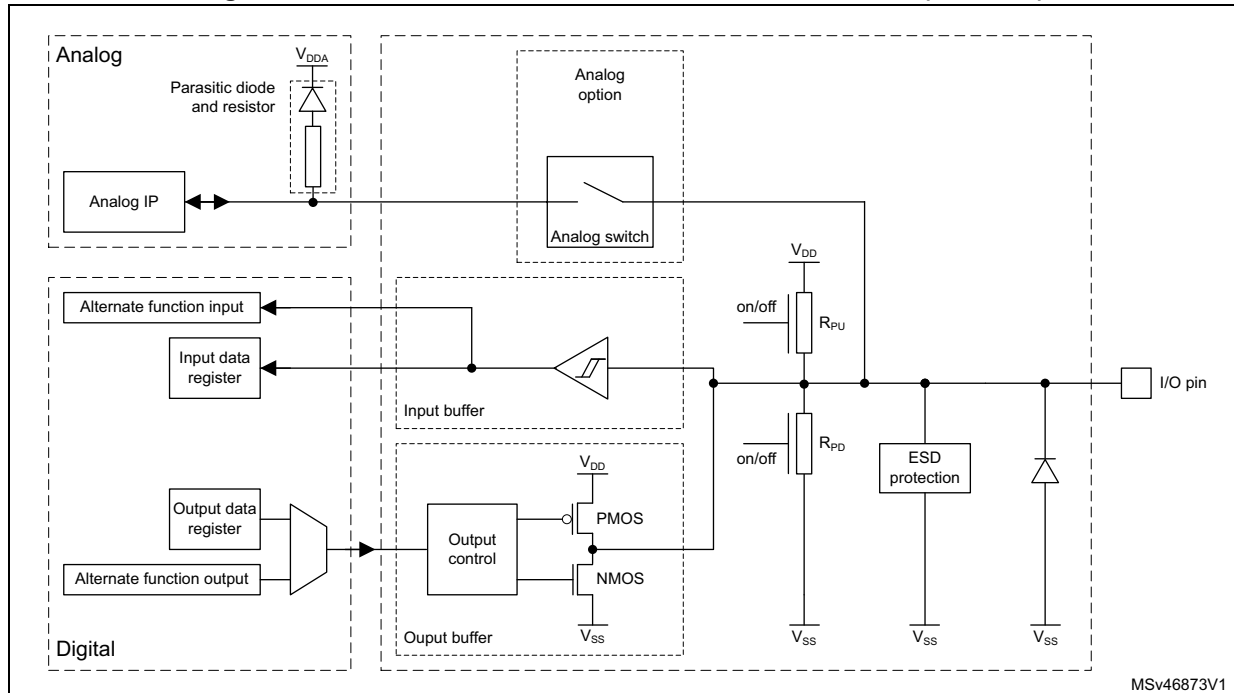 Analog
VDDA
Parasitic diode
and resistor
Analog
option
Analog IP
Analog switch
VDD
Alternate function input
on/off
RPU
Input data
register
Input buffer
I/O pin
RPD
on/off
ESD
protection
VDD
Output data
register
Output
control
PMOS
NMOS
Alternate function output
VSS
VSS
VSS
VSS
Ouput buffer
Digital
MSv46873V1